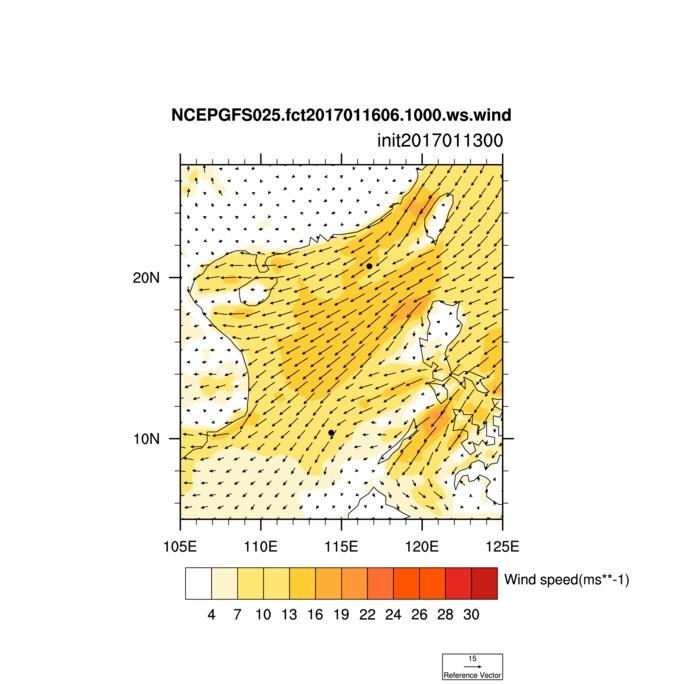 NCEPGFS025.fct2017011606.1000.ws.wind
init2017011300
20N
10N
105E 110E 115E 120E 125E
Wind speed(ms**-1)
4 7 10 13 16 19 22 24 26 28 30
15
Reference Vector